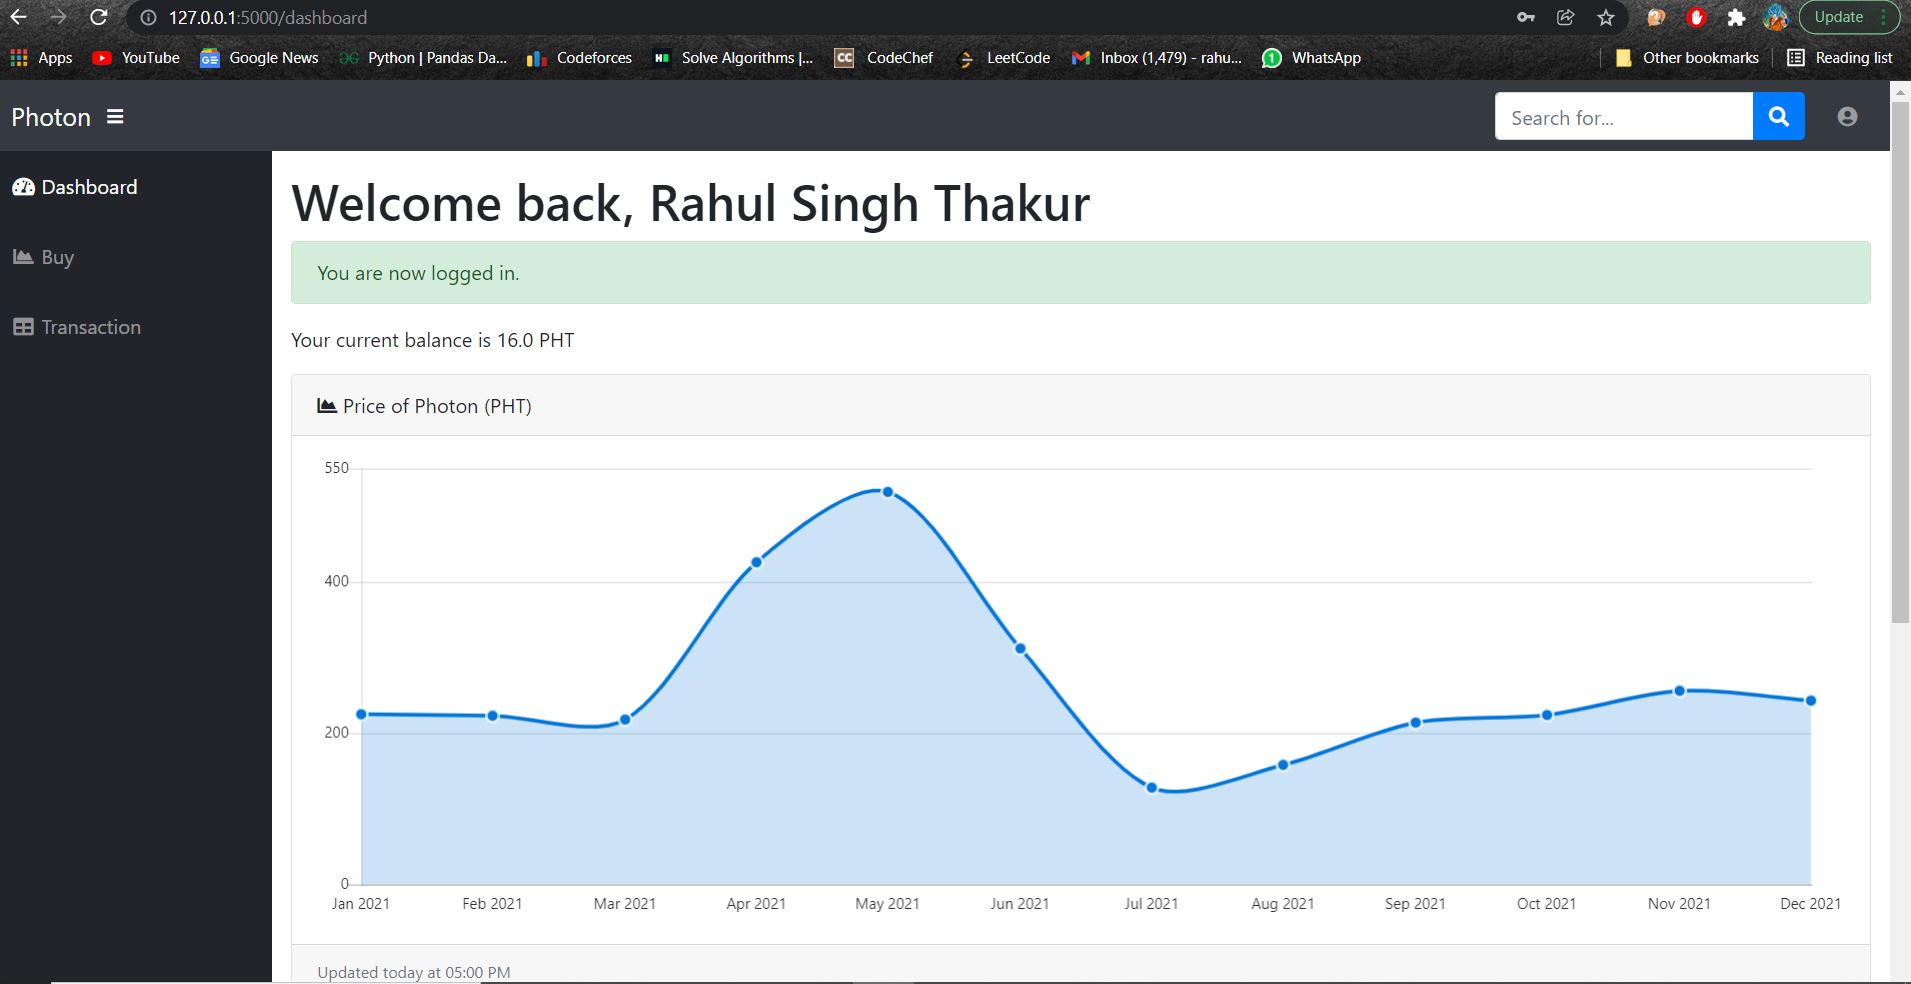 127.0.0.1:5000/dashboard
Update
Apps YouTube Google News Python | Pandas Da... Codeforces Solve Algorithms |... CodeChef LeetCode Inbox (1,479) - rahu... WhatsApp Other bookmarks Reading list
Photon
Search for...
Dashboard
Buy
Transaction
Welcome back, Rahul Singh Thakur
You are now logged in.
Your current balance is 16.0 PHT
Price of Photon (PHT)
550
400
200
0
Jan 2021 Feb 2021 Mar 2021 Apr 2021 May 2021 Jun 2021 Jul 2021 Aug 2021 Sep 2021 Oct 2021 Nov 2021 Dec 2021
Updated today at 05:00 PM